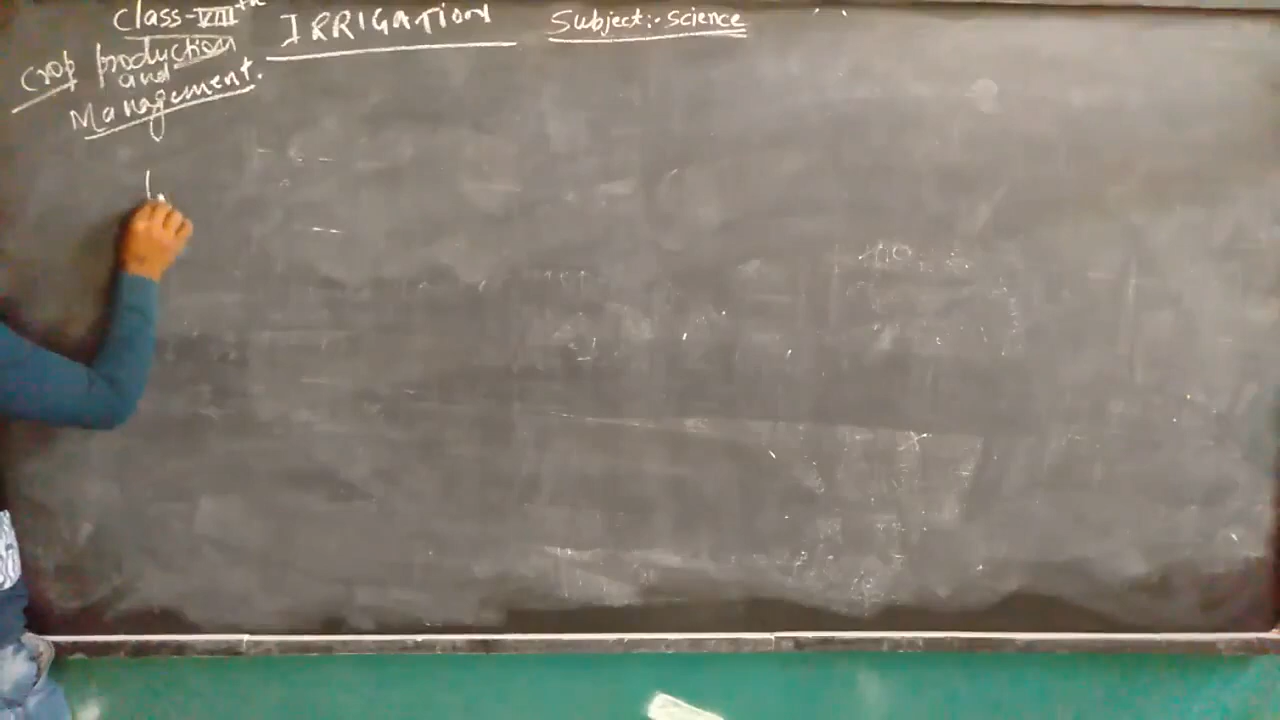 Class-VIIIth
IRRIGATION
Subject:- Science
Crop production
and
Management.